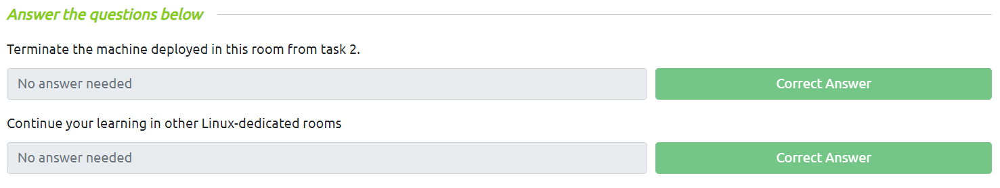 Answer the questions below
Terminate the machine deployed in this room from task 2.
No answer needed
Correct Answer
Continue your learning in other Linux-dedicated rooms
No answer needed
Correct Answer